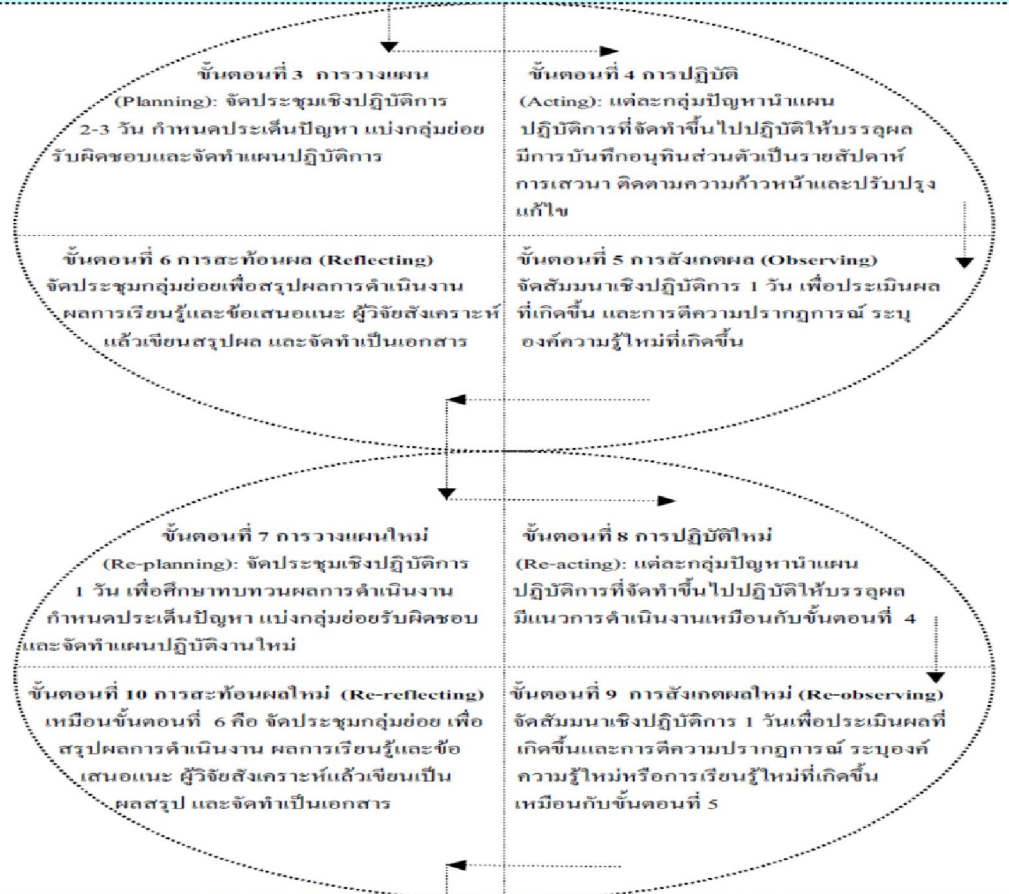 ขั้นตอนที่ 3 การวางแผน
(Planning): จัดประชุมเชิงปฏิบัติการ
2-3 วัน กำหนดประเด็นปัญหา แบ่งกลุ่มย่อย
รับผิดชอบและจัดทำแผนปฏิบัติการ
ขั้นตอนที่ 4 การปฏิบัติ
(Acting): แต่ละกลุ่มปัญหานำแผน
ปฏิบัติการที่จัดทำขึ้นไปปฏิบัติให้บรรลุผล
มีการบันทึกอนุทินส่วนตัวเป็นรายสัปดาห์
การเสวนา ติดตามความก้าวหน้าและปรับปรุง
แก้ไข
ขั้นตอนที่ 6 การสะท้อนผล (Reflecting)
จัดประชุมกลุ่มย่อยเพื่อสรุปผลการดำเนินงาน
ผลการเรียนรู้และข้อเสนอแนะ ผู้วิจัยสังเคราะห์
แล้วเขียนสรุปผล และจัดทำเป็นเอกสาร
ขั้นตอนที่ 5 การสังเกตผล (Observing)
จัดสัมมนาเชิงปฏิบัติการ 1 วัน เพื่อประเมินผล
ที่เกิดขึ้น และการตีความปรากฏการณ์ ระบุ
องค์ความรู้ใหม่ที่เกิดขึ้น
ขั้นตอนที่ 7 การวางแผนใหม่
(Re-planning): จัดประชุมเชิงปฏิบัติการ
1 วัน เพื่อศึกษาทบทวนผลการดำเนินงาน
กำหนดประเด็นปัญหา แบ่งกลุ่มย่อยรับผิดชอบ
และจัดทำแผนปฏิบัติงานใหม่
ขั้นตอนที่ 8 การปฏิบัติใหม่
(Re-acting): แต่ละกลุ่มปัญหานำแผน
ปฏิบัติการที่จัดทำขึ้นไปปฏิบัติให้บรรลุผล
มีแนวการดำเนินงานเหมือนกับขั้นตอนที่ 4
ขั้นตอนที่ 10 การสะท้อนผลใหม่ (Re-reflecting)
เหมือนขั้นตอนที่ 6 คือ จัดประชุมกลุ่มย่อย เพื่อ
สรุปผลการดำเนินงาน ผลการเรียนรู้และข้อ
เสนอแนะ ผู้วิจัยสังเคราะห์แล้วเขียนเป็น
ผลสรุป และจัดทำเป็นเอกสาร
ขั้นตอนที่ 9 การสังเกตผลใหม่ (Re-observing)
จัดสัมมนาเชิงปฏิบัติการ 1 วันเพื่อประเมินผลที่
เกิดขึ้นและการตีความปรากฏการณ์ ระบุองค์
ความรู้ใหม่หรือการเรียนรู้ใหม่ที่เกิดขึ้น
เหมือนกับขั้นตอนที่ 5